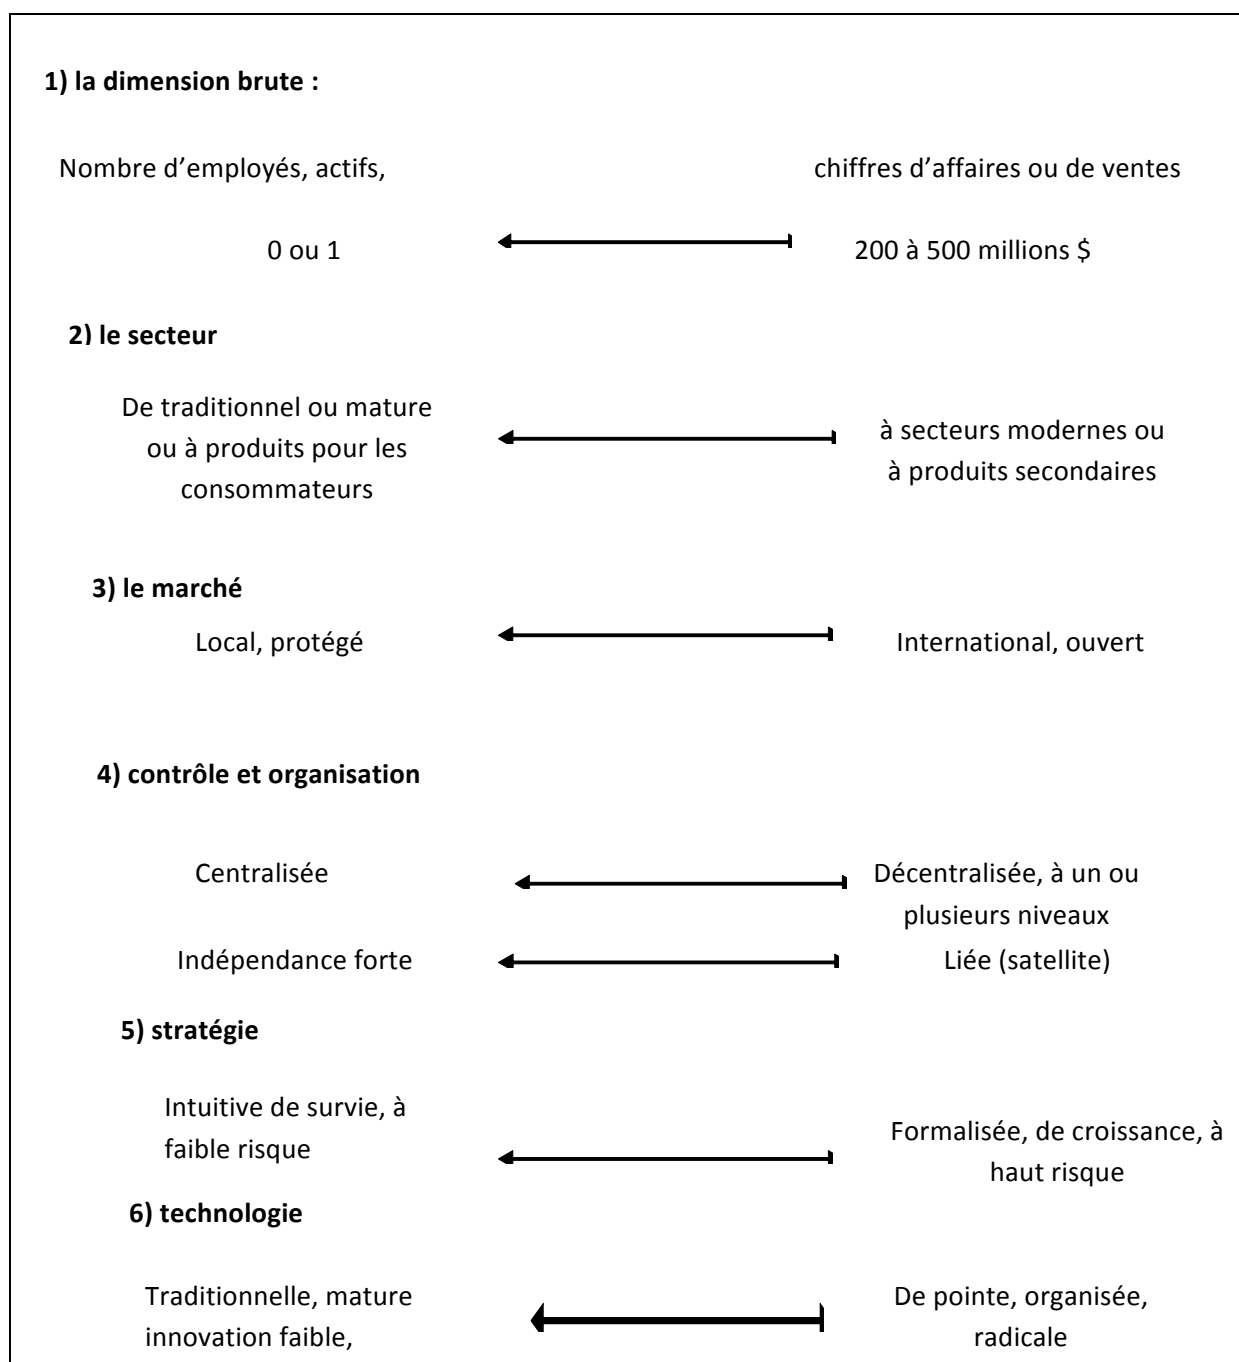 1) la dimension brute :
Nombre d’employés, actifs,
chiffres d’affaires ou de ventes
0 ou 1
200 à 500 millions $
2) le secteur
De traditionnel ou mature
ou à produits pour les
consommateurs
à secteurs modernes ou
à produits secondaires
3) le marché
Local, protégé
International, ouvert
4) contrôle et organisation
Centralisée
Décentralisée, à un ou
plusieurs niveaux
Indépendance forte
Liée (satellite)
5) stratégie
Intuitive de survie, à
faible risque
Formalisée, de croissance, à
haut risque
6) technologie
Traditionnelle, mature
innovation faible,
De pointe, organisée,
radicale